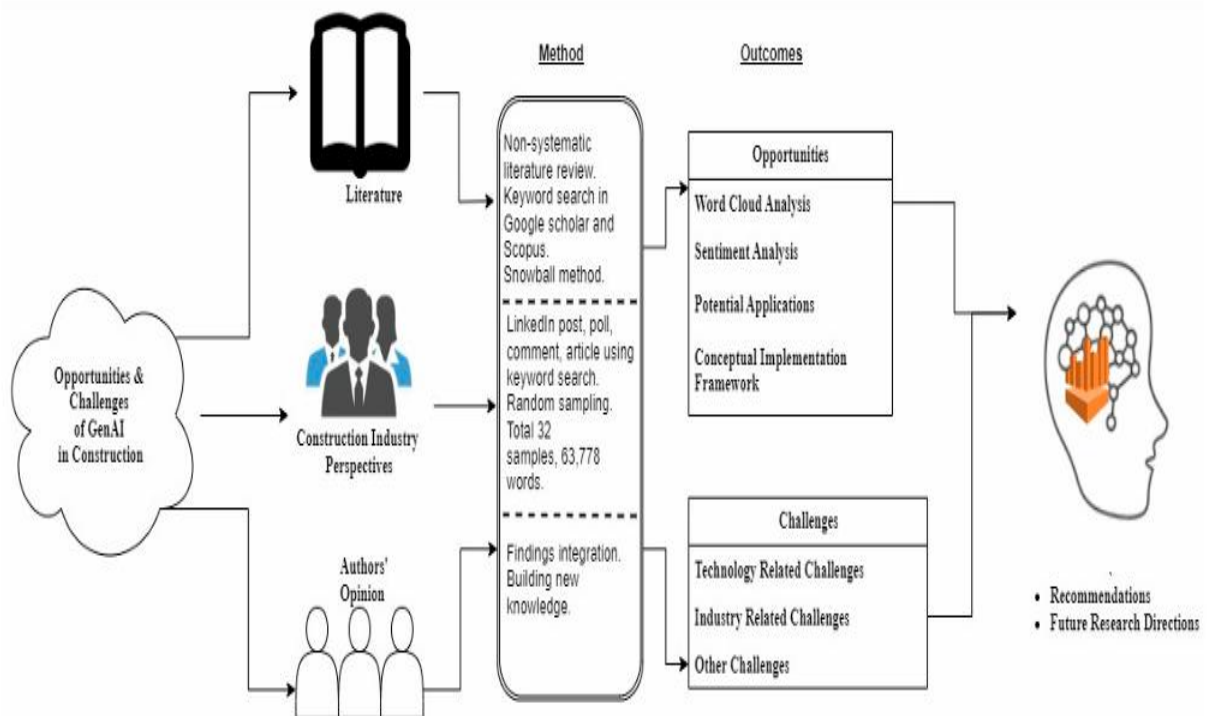 Opportunities &
Challenges
of GenAI
in Construction
Literature
Construction Industry
Perspectives
Authors'
Opinion
Method
Non-systematic
literature review.
Keyword search in
Google scholar and
Scopus.
Snowball method.
LinkedIn post, poll,
comment, article using
keyword search.
Random sampling.
Total 32
samples, 63,778
words.
Findings integration.
Building new
knowledge.
Outcomes
Opportunities
Word Cloud Analysis
Sentiment Analysis
Potential Applications
Conceptual Implementation
Framework
Challenges
Technology Related Challenges
Industry Related Challenges
Other Challenges
• Recommendations
• Future Research Directions